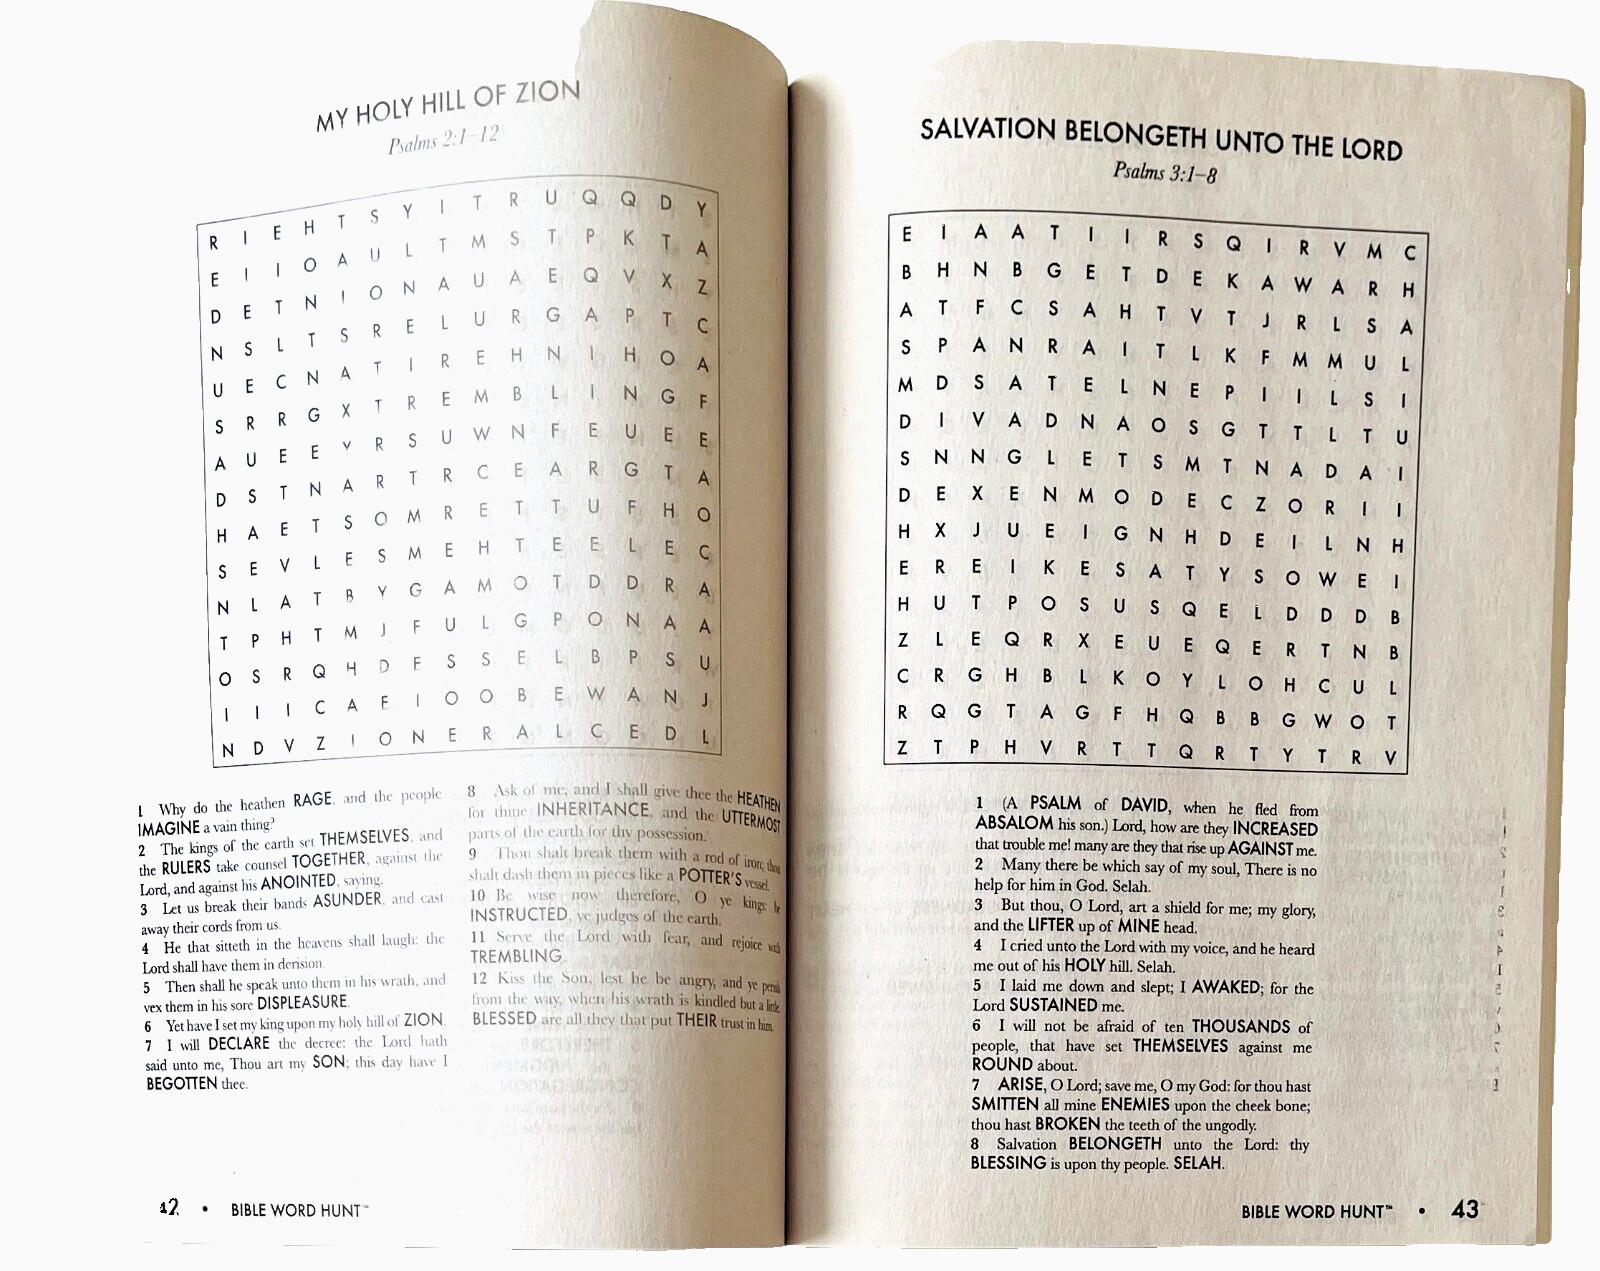 MY HOLY HILL OF ZION
Psalms 2:1–12
R I E H T S Y I T R U Q Q D Y
E I I O A U L T M S T P K T A
D E T N I O N A U A E Q V X Z
N S L T S R E L U R G A P T C
U E C N A T I R E H N I H O A
S R R G X T R E M B L I N G F
A U E E V R S U W N F E U E E
D S T N A R T R C E A R G T A
H A E T S O M R E T T U F H O
S E V L E S M E H T E E L E C
N L A T B Y G A M O T D D R A
T P H T M J F U L G P O N A A
O S R Q H D F S S E L B P S U
I I I C A E I O O B E W A N J
N D V Z I O N E R A L C E D L
1 Why do the heathen RAGE, and the people
IMAGINE a vain thing?
2 The kings of the earth set THEMSELVES, and
the RULERS take counsel TOGETHER, against the
Lord, and against his ANOINTED, saying,
3 Let us break their bands ASUNDER, and cast
away their cords from us.
4 He that sitteth in the heavens shall laugh: the
Lord shall have them in derision.
5 Then shall he speak unto them in his wrath, and
vex them in his sore DISPLEASURE.
6 Yet have I set my king upon my holy hill of ZION.
7 I will DECLARE the decree: the Lord hath
said unto me, Thou art my SON; this day have I
BEGOTTEN thee.
8 Ask of me, and I shall give thee the HEATHEN
for thine INHERITANCE, and the UTTERMOST
parts of the earth for thy possession.
9 Thou shalt break them with a rod of iron; thou
shalt dash them in pieces like a POTTER'S vessel.
10 Be wise now therefore, O ye kings: be
INSTRUCTED, ye judges of the earth.
11 Serve the Lord with fear, and rejoice with
TREMBLING.
12 Kiss the Son, lest he be angry, and ye perish
from the way, when his wrath is kindled but a little.
BLESSED are all they that put THEIR trust in him.
42 • BIBLE WORD HUNT™
SALVATION BELONGETH UNTO THE LORD
Psalms 3:1–8
E I A A T I I R S Q I R V M C
B H N B G E T D E K A W A R H
A T F C S A H T V T J R L S A
S P A N R A I T L K F M M U L
M D S A T E L N E P I I L S I
D I V A D N A O S G T T L T U
S N N G L E T S M T N A D A I
D E X E N M O D E C Z O R I I
H X J U E I G N H D E I L N H
E R E I K E S A T Y S O W E I
H U T P O S U S Q E L D D D B
Z L E Q R X E U E Q E R T N B
C R G H B L K O Y L O H C U L
R Q G T A G F H Q B B G W O T
Z T P H V R T T Q R T Y T R V
1 (A PSALM of DAVID, when he fled from
ABSALOM his son.) Lord, how are they INCREASED
that trouble me! many are they that rise up AGAINST me.
2 Many there be which say of my soul, There is no
help for him in God. Selah.
3 But thou, O Lord, art a shield for me; my glory,
and the LIFTER up of MINE head.
4 I cried unto the Lord with my voice, and he heard
me out of his HOLY hill. Selah.
5 I laid me down and slept; I AWAKED; for the
Lord SUSTAINED me.
6 I will not be afraid of ten THOUSANDS of
people, that have set THEMSELVES against me
ROUND about.
7 ARISE, O Lord; save me, O my God: for thou hast
SMITTEN all mine ENEMIES upon the cheek bone;
thou hast BROKEN the teeth of the ungodly.
8 Salvation BELONGETH unto the Lord: thy
BLESSING is upon thy people. SELAH.
BIBLE WORD HUNT™ • 43